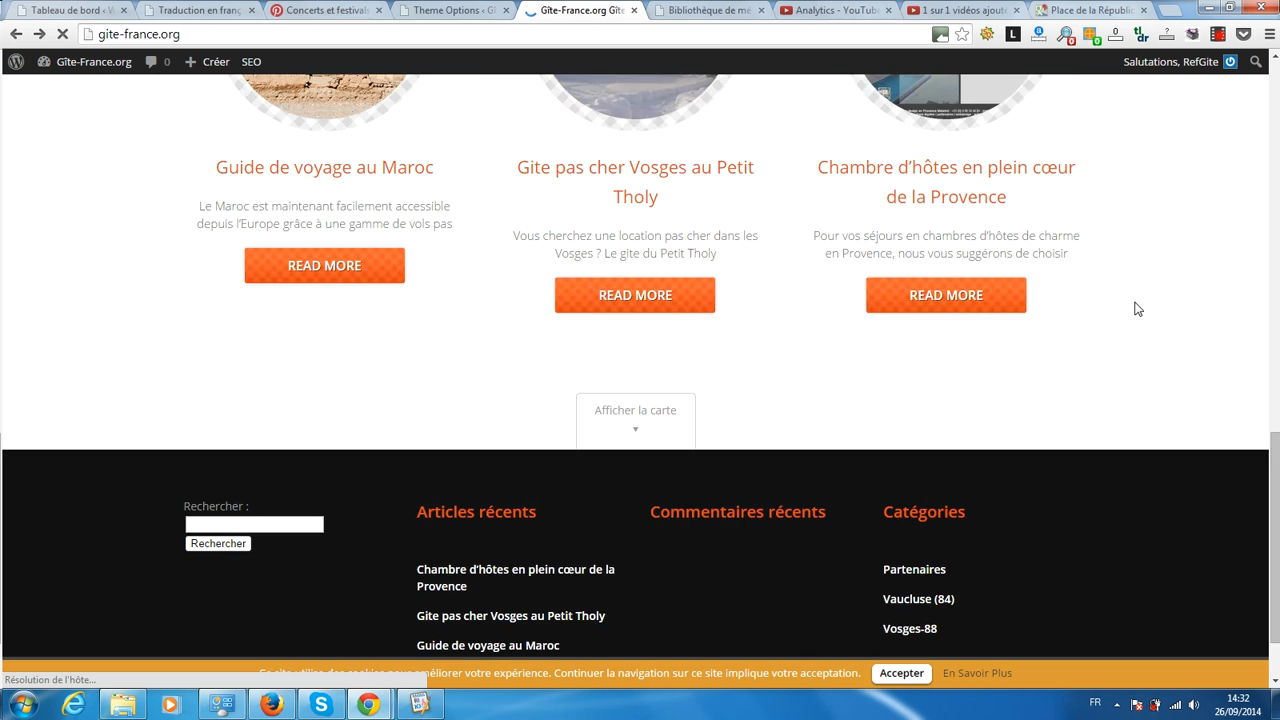 Tableau de bord ‹ W
Traduction en franç
Concerts et festivals
Theme Options ‹ G
Gite-France.org Gîte
Bibliothèque de mé
Analytics - YouTube
1 sur 1 vidéos ajouté
Place de la Républi
gite-france.org
L
0
0
0
tldr
Gîte-France.org
0
Créer
SEO
Salutations, RefGite
Guide de voyage au Maroc
Gite pas cher Vosges au Petit
Tholy
Chambre d’hôtes en plein cœur
de la Provence
Le Maroc est maintenant facilement accessible
depuis l’Europe grâce à une gamme de vols pas
Vous cherchez une location pas cher dans les
Vosges ? Le gite du Petit Tholy
Pour vos séjours en chambres d'hôtes de charme
en Provence, nous vous suggérons de choisir
READ MORE
READ MORE
READ MORE
Afficher la carte
Rechercher :
Rechercher
Articles récents
Commentaires récents
Catégories
Chambre d’hôtes en plein cœur de la
Provence
Gite pas cher Vosges au Petit Tholy
Guide de voyage au Maroc
Partenaires
Vaucluse (84)
Vosges-88
améliorer votre expérience. Continuer la navigation sur ce site implique votre acceptation.
Accepter
En Savoir Plus
Résolution de l'hôte...
FR
14:32
26/09/2014